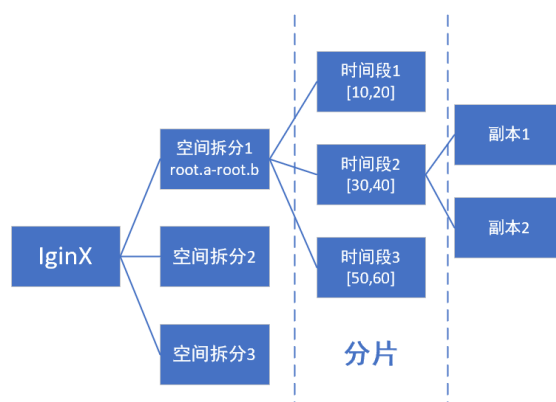 IginX
空间拆分1
root.a-root.b
空间拆分2
空间拆分3
时间段1
[10,20]
时间段2
[30,40]
时间段3
[50,60]
分片
副本1
副本2